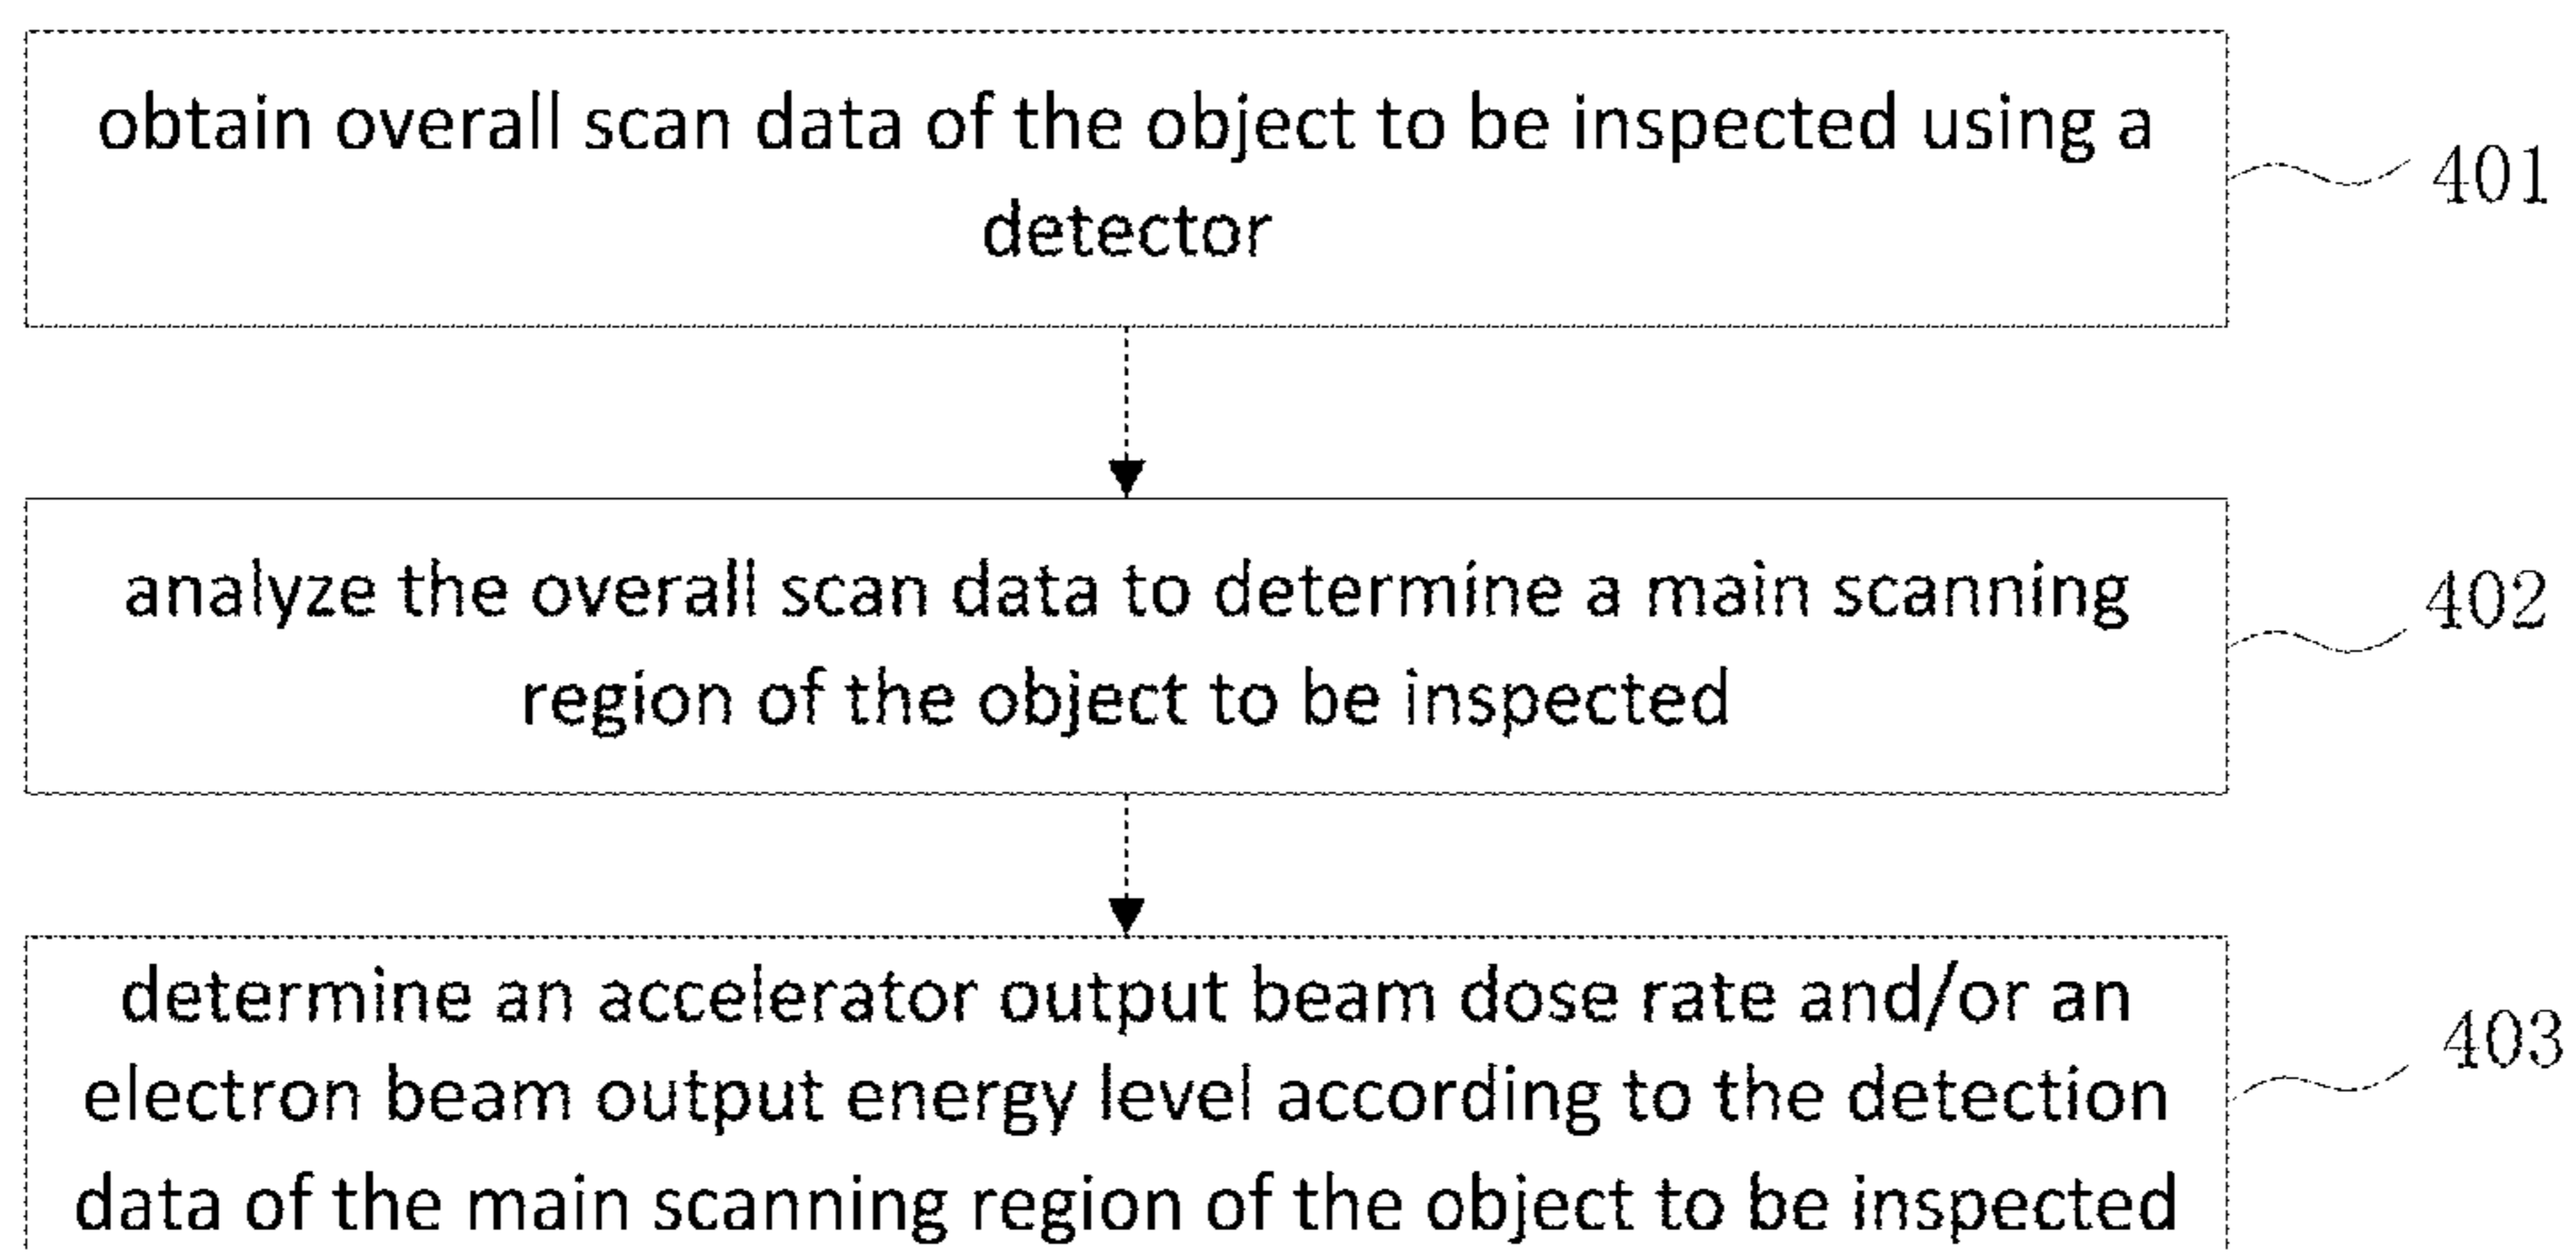 obtain overall scan data of the object to be inspected using a
detector
401
analyze the overall scan data to determine a main scanning
region of the object to be inspected
402
determine an accelerator output beam dose rate and/or an
electron beam output energy level according to the detection
data of the main scanning region of the object to be inspected
403